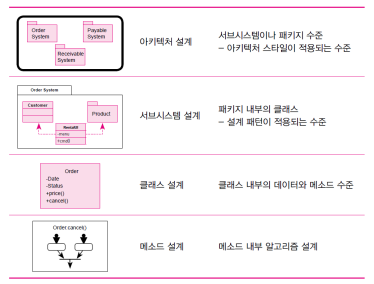 Order
System
Payable
System
Receivable
System
아키텍처 설계
서브시스템이나 패키지 수준
– 아키텍처 스타일이 적용되는 수준
Order System
Customer
Product
서브시스템 설계
패키지 내부의 클래스
– 설계 패턴이 적용되는 수준
Order
-Date
-Status
+price()
+cancel()
클래스 설계
클래스 내부의 데이터와 메소드 수준
Order.cancel()
메소드 설계
메소드 내부 알고리즘 설계